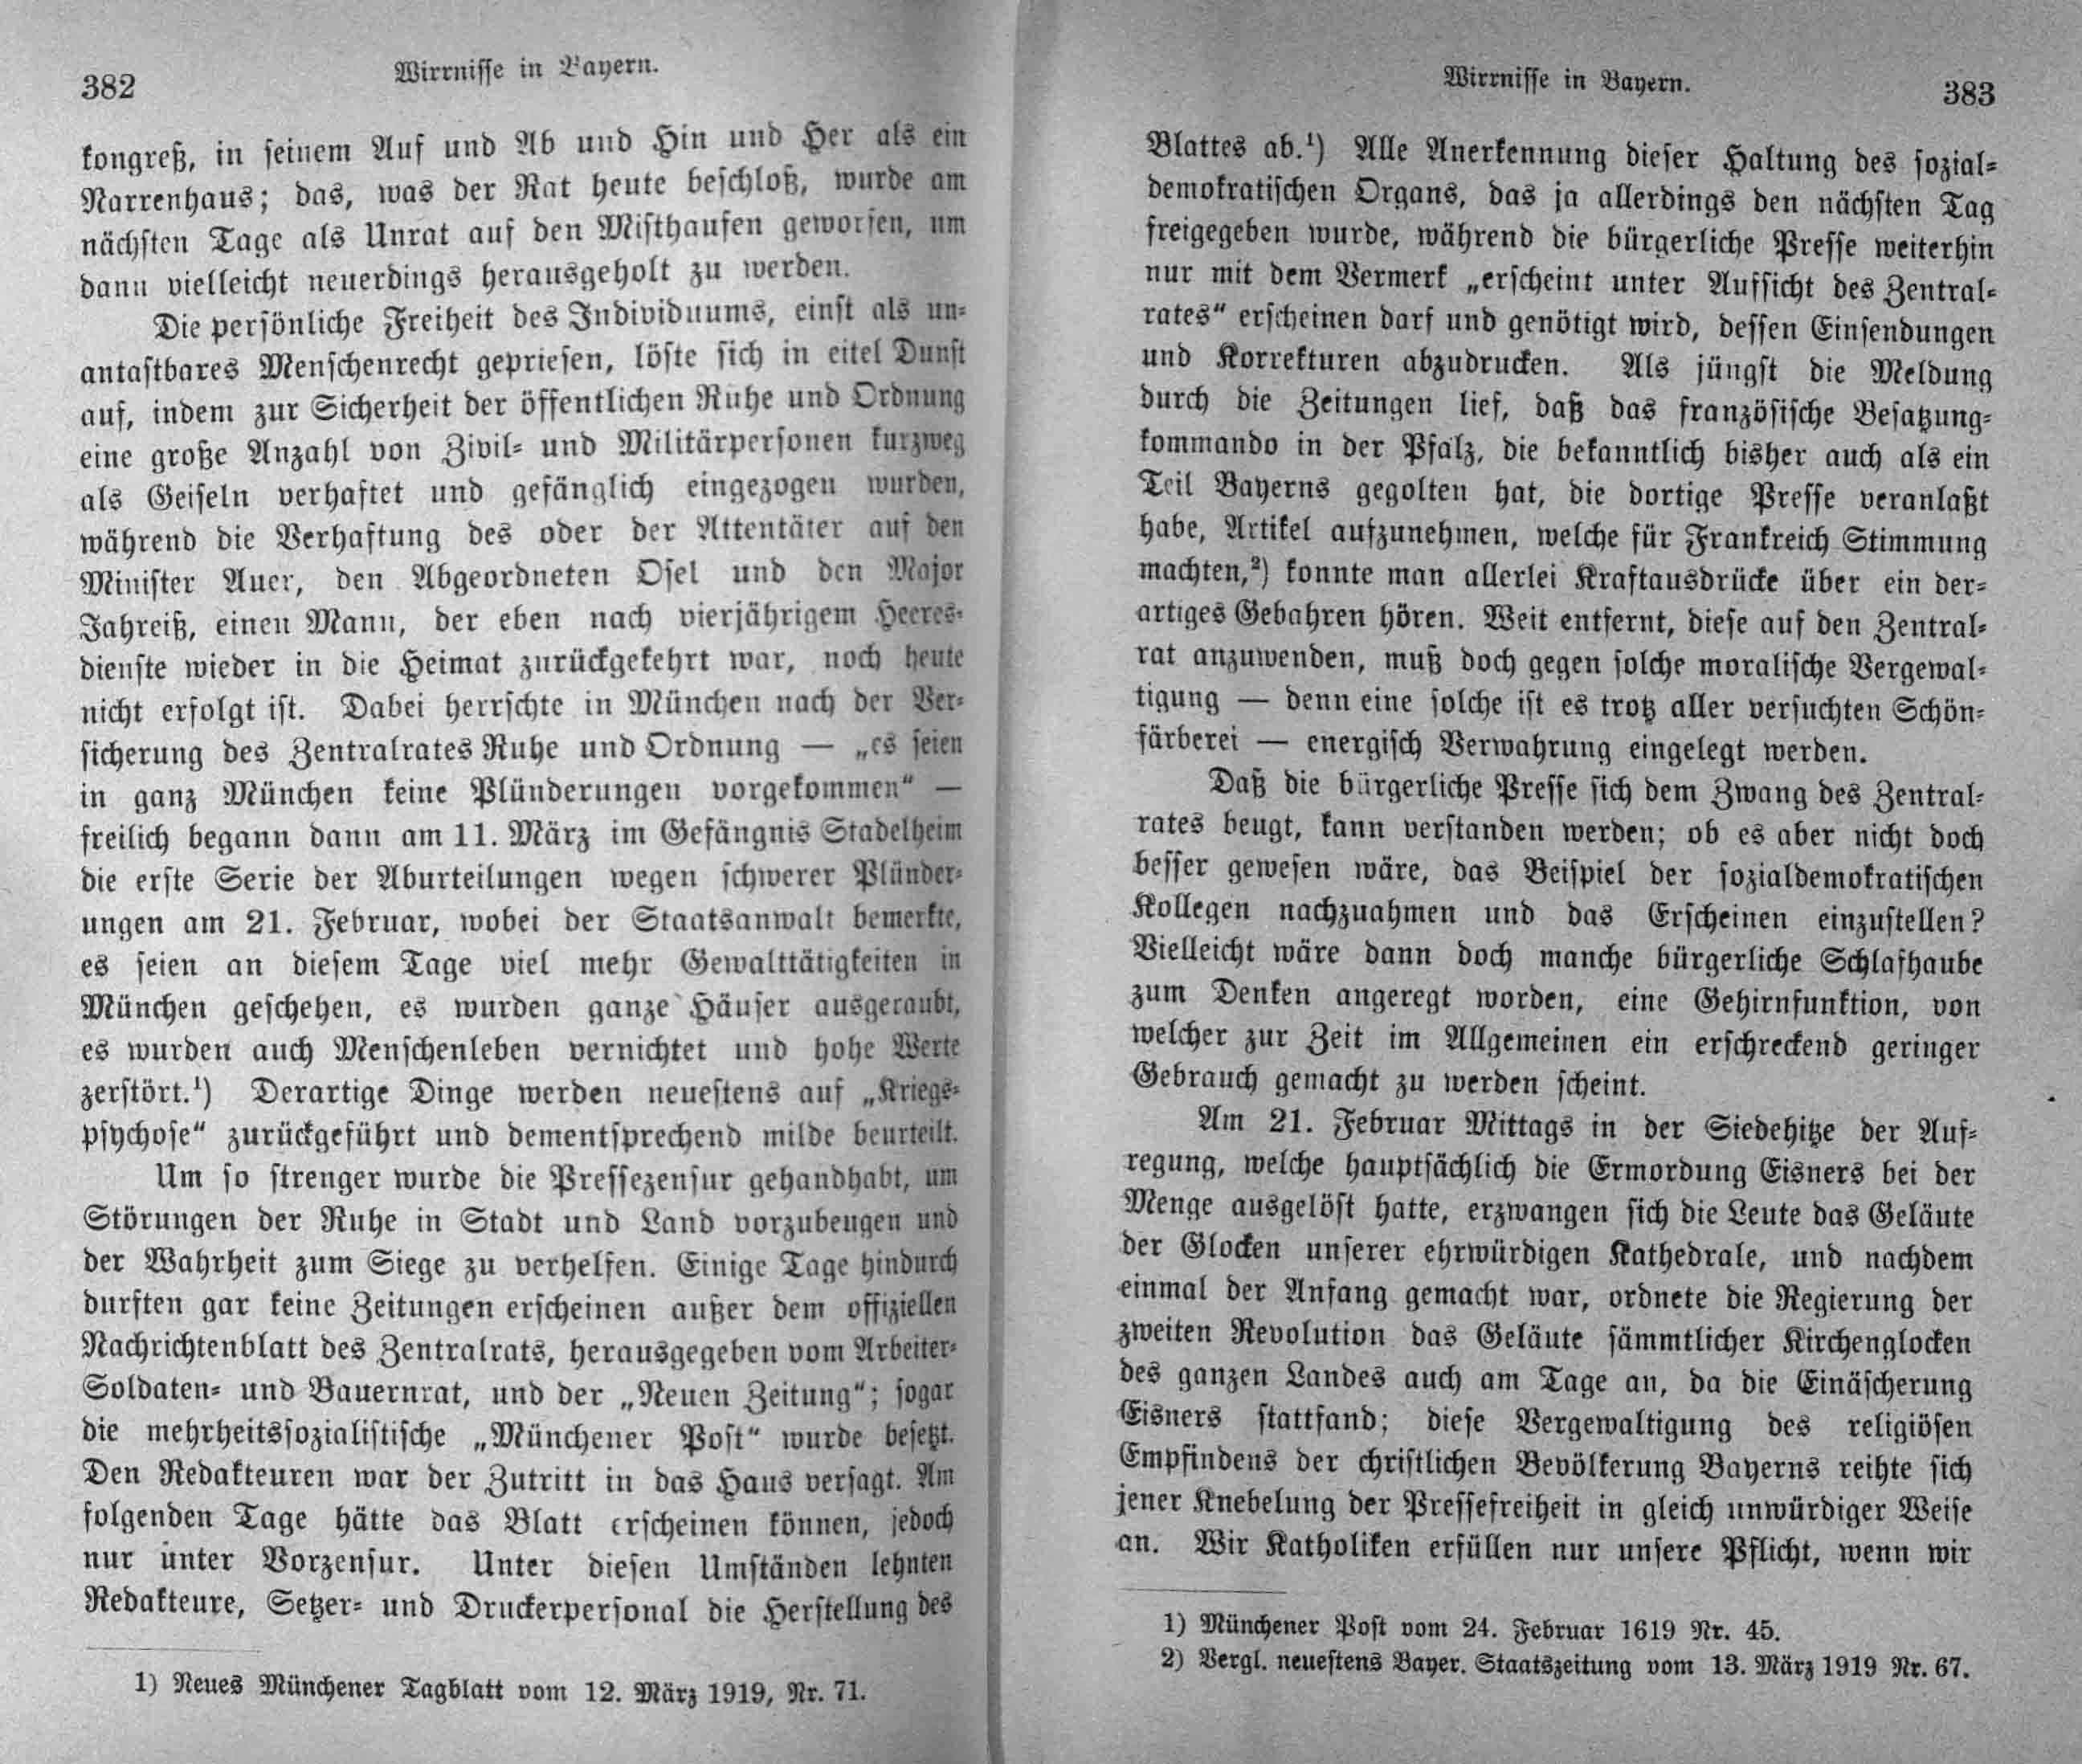 382
Wirrnisse in Bayern.
kongreß, in seinem Auf und Ab und Hin und Her als ein
Narrenhaus; das, was der Rat heute beschloß, wurde am
nächsten Tage als Unrat auf den Misthaufen geworfen, um
dann vielleicht neuerdings herausgeholt zu werden.
Die persönliche Freiheit des Individuums, einst als un-
antastbares Menschenrecht gepriesen, löste sich in eitel Dunst
auf, indem zur Sicherheit der öffentlichen Ruhe und Ordnung
eine große Anzahl von Zivil- und Militärpersonen kurzweg
als Geiseln verhaftet und gefänglich eingezogen wurden,
während die Verhaftung des oder der Attentäter auf den
Minister Auer, den Abgeordneten Osel und den Major
Jahreiß, einen Mann, der eben nach vierjährigem Heeres-
dienste wieder in die Heimat zurückgekehrt war, noch heute
nicht erfolgt ist. Dabei herrschte in München nach der Ver-
sicherung des Zentralrates Ruhe und Ordnung — „es seien
in ganz München keine Plünderungen vorgekommen“ —
freilich begann dann am 11. März im Gefängnis Stadelheim
die erste Serie der Aburteilungen wegen schwerer Plünder-
ungen am 21. Februar, wobei der Staatsanwalt bemerkte,
es seien an diesem Tage viel mehr Gewalttätigkeiten in
München geschehen, es wurden ganze Häuser ausgeraubt,
es wurden auch Menschenleben vernichtet und hohe Werte
zerstört.¹) Derartige Dinge werden neuestens auf „Kriegs-
psychose“ zurückgeführt und dementsprechend milde beurteilt.
Um so strenger wurde die Pressezensur gehandhabt, um
Störungen der Ruhe in Stadt und Land vorzubeugen und
der Wahrheit zum Siege zu verhelfen. Einige Tage hindurch
durften gar keine Zeitungen erscheinen außer dem offiziellen
Nachrichtenblatt des Zentralrats, herausgegeben vom Arbeiter-
Soldaten- und Bauernrat, und der „Neuen Zeitung“; sogar
die mehrheitssozialistische „Münchener Post“ wurde besetzt.
Den Redakteuren war der Zutritt in das Haus versagt. Am
folgenden Tage hätte das Blatt erscheinen können, jedoch
nur unter Vorzensur. Unter diesen Umständen lehnten
Redakteure, Setzer- und Druckerpersonal die Herstellung des
1) Neues Münchener Tagblatt vom 12. März 1919, Nr. 71.
Wirrnisse in Bayern.
383
Blattes ab.¹) Alle Anerkennung dieser Haltung des sozial-
demokratischen Organs, das ja allerdings den nächsten Tag
freigegeben wurde, während die bürgerliche Presse weiterhin
nur mit dem Vermerk „erscheint unter Aufsicht des Zentral-
rates“ erscheinen darf und genötigt wird, dessen Einsendungen
und Korrekturen abzudrucken. Als jüngst die Meldung
durch die Zeitungen lief, daß das französische Besatzung-
kommando in der Pfalz, die bekanntlich bisher auch als ein
Teil Bayerns gegolten hat, die dortige Presse veranlaßt
habe, Artikel aufzunehmen, welche für Frankreich Stimmung
machten,²) konnte man allerlei Kraftausdrücke über ein der-
artiges Gebahren hören. Weit entfernt, diese auf den Zentral-
rat anzuwenden, muß doch gegen solche moralische Vergewal-
tigung — denn eine solche ist es trotz aller versuchten Schön-
färberei — energisch Verwahrung eingelegt werden.
Daß die bürgerliche Presse sich dem Zwang des Zentral-
rates beugt, kann verstanden werden; ob es aber nicht doch
besser gewesen wäre, das Beispiel der sozialdemokratischen
Kollegen nachzuahmen und das Erscheinen einzustellen?
Vielleicht wäre dann doch manche bürgerliche Schlafhaube
zum Denken angeregt worden, eine Gehirnfunktion, von
welcher zur Zeit im Allgemeinen ein erschreckend geringer
Gebrauch gemacht zu werden scheint.
Am 21. Februar Mittags in der Siedehitze der Auf-
regung, welche hauptsächlich die Ermordung Eisners bei der
Menge ausgelöst hatte, erzwangen sich die Leute das Geläute
der Glocken unserer ehrwürdigen Kathedrale, und nachdem
einmal der Anfang gemacht war, ordnete die Regierung der
zweiten Revolution das Geläute sämmtlicher Kirchenglocken
des ganzen Landes auch am Tage an, da die Einäscherung
Eisners stattfand; diese Vergewaltigung des religiösen
Empfindens der christlichen Bevölkerung Bayerns reihte sich
jener Knebelung der Pressefreiheit in gleich unwürdiger Weise
an. Wir Katholiken erfüllen nur unsere Pflicht, wenn wir
1) Münchener Post vom 24. Februar 1619 Nr. 45.
2) Vergl. neuestens Bayer. Staatszeitung vom 13. März 1919 Nr. 67.